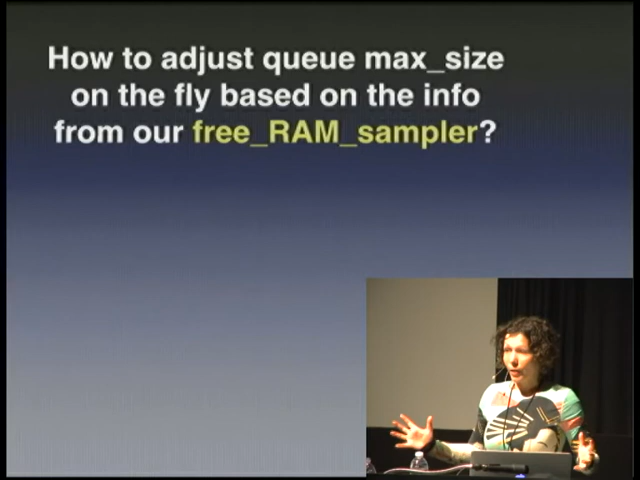 How to adjust queue max_size
on the fly based on the info
from our free_RAM_sampler?